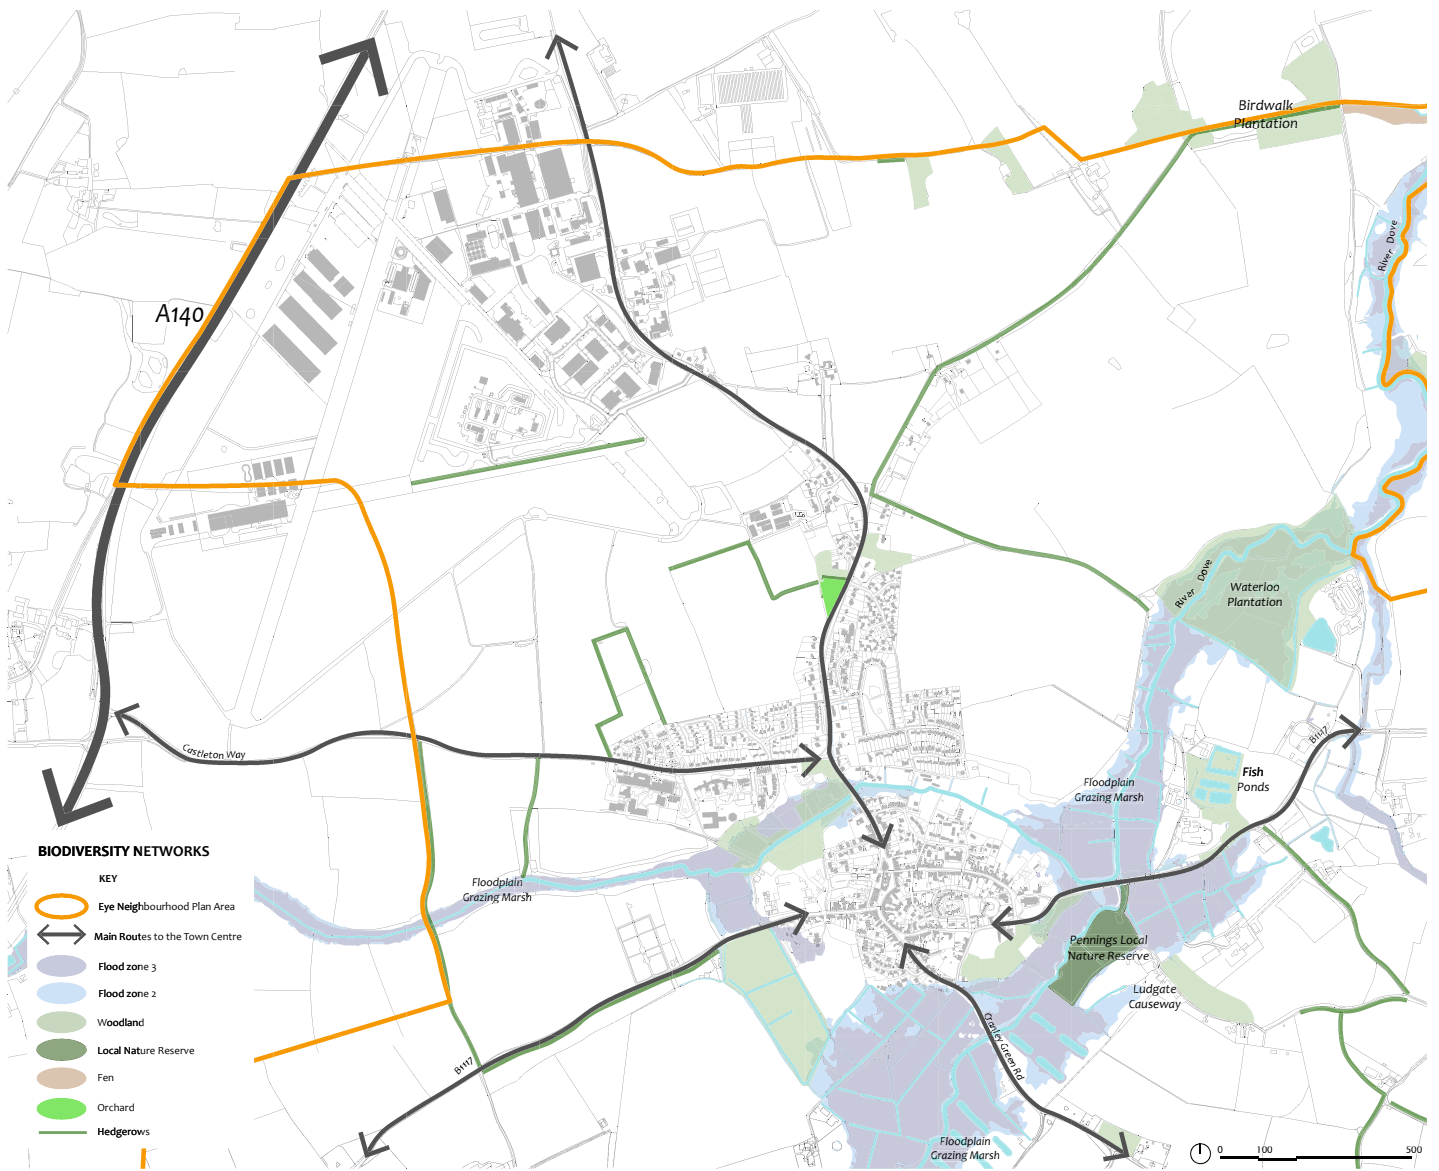 Birdwalk
Plantation
River Dove
A140
River Dove
Waterloo
Plantation
Castleton Way
B1117
Fish
Ponds
Floodplain
Grazing Marsh
BIODIVERSITY NETWORKS
KEY
Eye Neighbourhood Plan Area
Main Routes to the Town Centre
Flood zone 3
Flood zone 2
Woodland
Local Nature Reserve
Fen
Orchard
Hedgerows
Floodplain
Grazing Marsh
Pennings Local
Nature Reserve
Ludgate
Causeway
Cranley Green Rd
B1117
Floodplain
Grazing Marsh
0 100 500